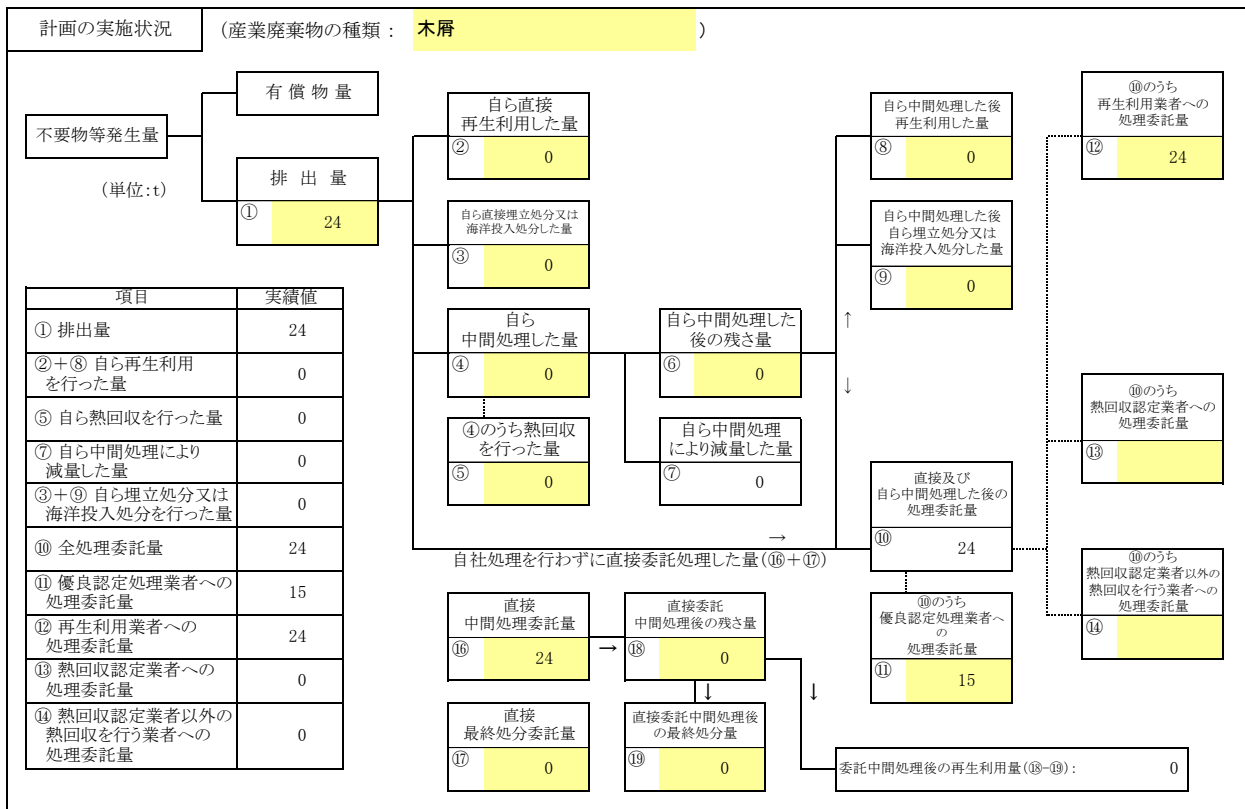 計画の実施状況
(産業廃棄物の種類： 木屑 )
不要物等発生量
(単位:t)
有償物量
排出量
① 24
自ら直接
再生利用した量
② 0
自ら直接埋立処分又は
海洋投入処分した量
③ 0
自ら
中間処理した量
④ 0
④のうち熱回収
を行った量
⑤ 0
自ら中間処理した
後の残さ量
⑥ 0
自ら中間処理
により減量した量
⑦ 0
自ら中間処理した後
再生利用した量
⑧ 0
自ら中間処理した後
自ら埋立処分又は
海洋投入処分した量
⑨ 0
↑
↓
直接及び
自ら中間処理した後の
処理委託量
⑩ 24
⑩のうち
再生利用業者への
処理委託量
⑫ 24
⑩のうち
熱回収認定業者への
処理委託量
⑬
⑩のうち
熱回収認定業者以外の
熱回収を行う業者への
処理委託量
⑭
→
自社処理を行わずに直接委託処理した量(⑯+⑰)
直接
中間処理委託量
⑯ 24
→
直接委託
中間処理後の残さ量
⑱ 0
↓
↓
⑩のうち
優良認定処理業者へ
の
処理委託量
⑪ 15
直接
最終処分委託量
⑰ 0
直接委託中間処理後
の最終処分量
⑲ 0
委託中間処理後の再生利用量(⑱-⑲)： 0
項目 実績値
① 排出量 24
②+⑧ 自ら再生利用
を行った量 0
⑤ 自ら熱回収を行った量 0
⑦ 自ら中間処理により
減量した量 0
③+⑨ 自ら埋立処分又は
海洋投入処分を行った量 0
⑩ 全処理委託量 24
⑪ 優良認定処理業者への
処理委託量 15
⑫ 再生利用業者への
処理委託量 24
⑬ 熱回収認定業者への
処理委託量 0
⑭ 熱回収認定業者以外の
熱回収を行う業者への
処理委託量 0